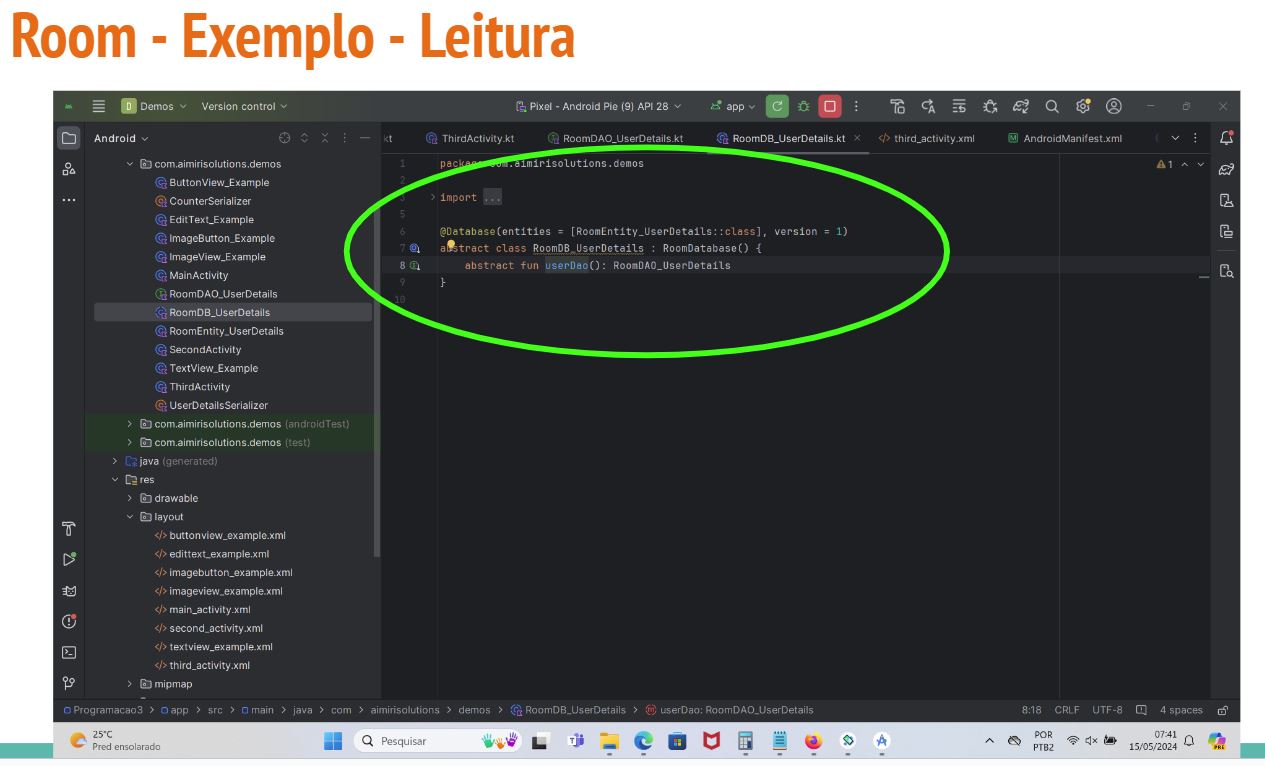 Room - Exemplo - Leitura
Demos
Version control
Pixel - Android Pie (9) API 28
app
Android
kt
ThirdActivity.kt
RoomDAO_UserDetails.kt
RoomDB_UserDetails.kt
third_activity.xml
AndroidManifest.xml
com.aimirisolutions.demos
ButtonView_Example
CounterSerializer
EditText_Example
ImageButton_Example
ImageView_Example
MainActivity
RoomDAO_UserDetails
RoomDB_UserDetails
RoomEntity_UserDetails
SecondActivity
TextView_Example
ThirdActivity
UserDetailsSerializer
com.aimirisolutions.demos (androidTest)
com.aimirisolutions.demos (test)
java (generated)
res
drawable
layout
buttonview_example.xml
edittext_example.xml
imagebutton_example.xml
imageview_example.xml
main_activity.xml
second_activity.xml
textview_example.xml
third_activity.xml
mipmap
1 package com.aimirisolutions.demos
1
2
3 import ...
5
6 @Database(entities = [RoomEntity_UserDetails::class], version = 1)
7 abstract class RoomDB_UserDetails : RoomDatabase() {
8 abstract fun userDao(): RoomDAO_UserDetails
9 }
10
Programacao3 > app > src > main > java > com > aimirisolutions > demos > RoomDB_UserDetails > userDao: RoomDAO_UserDetails
8:18 CRLF UTF-8 4 spaces
25°C
Pred ensolarado
Pesquisar
POR
PTB2
07:41
15/05/2024
PRE